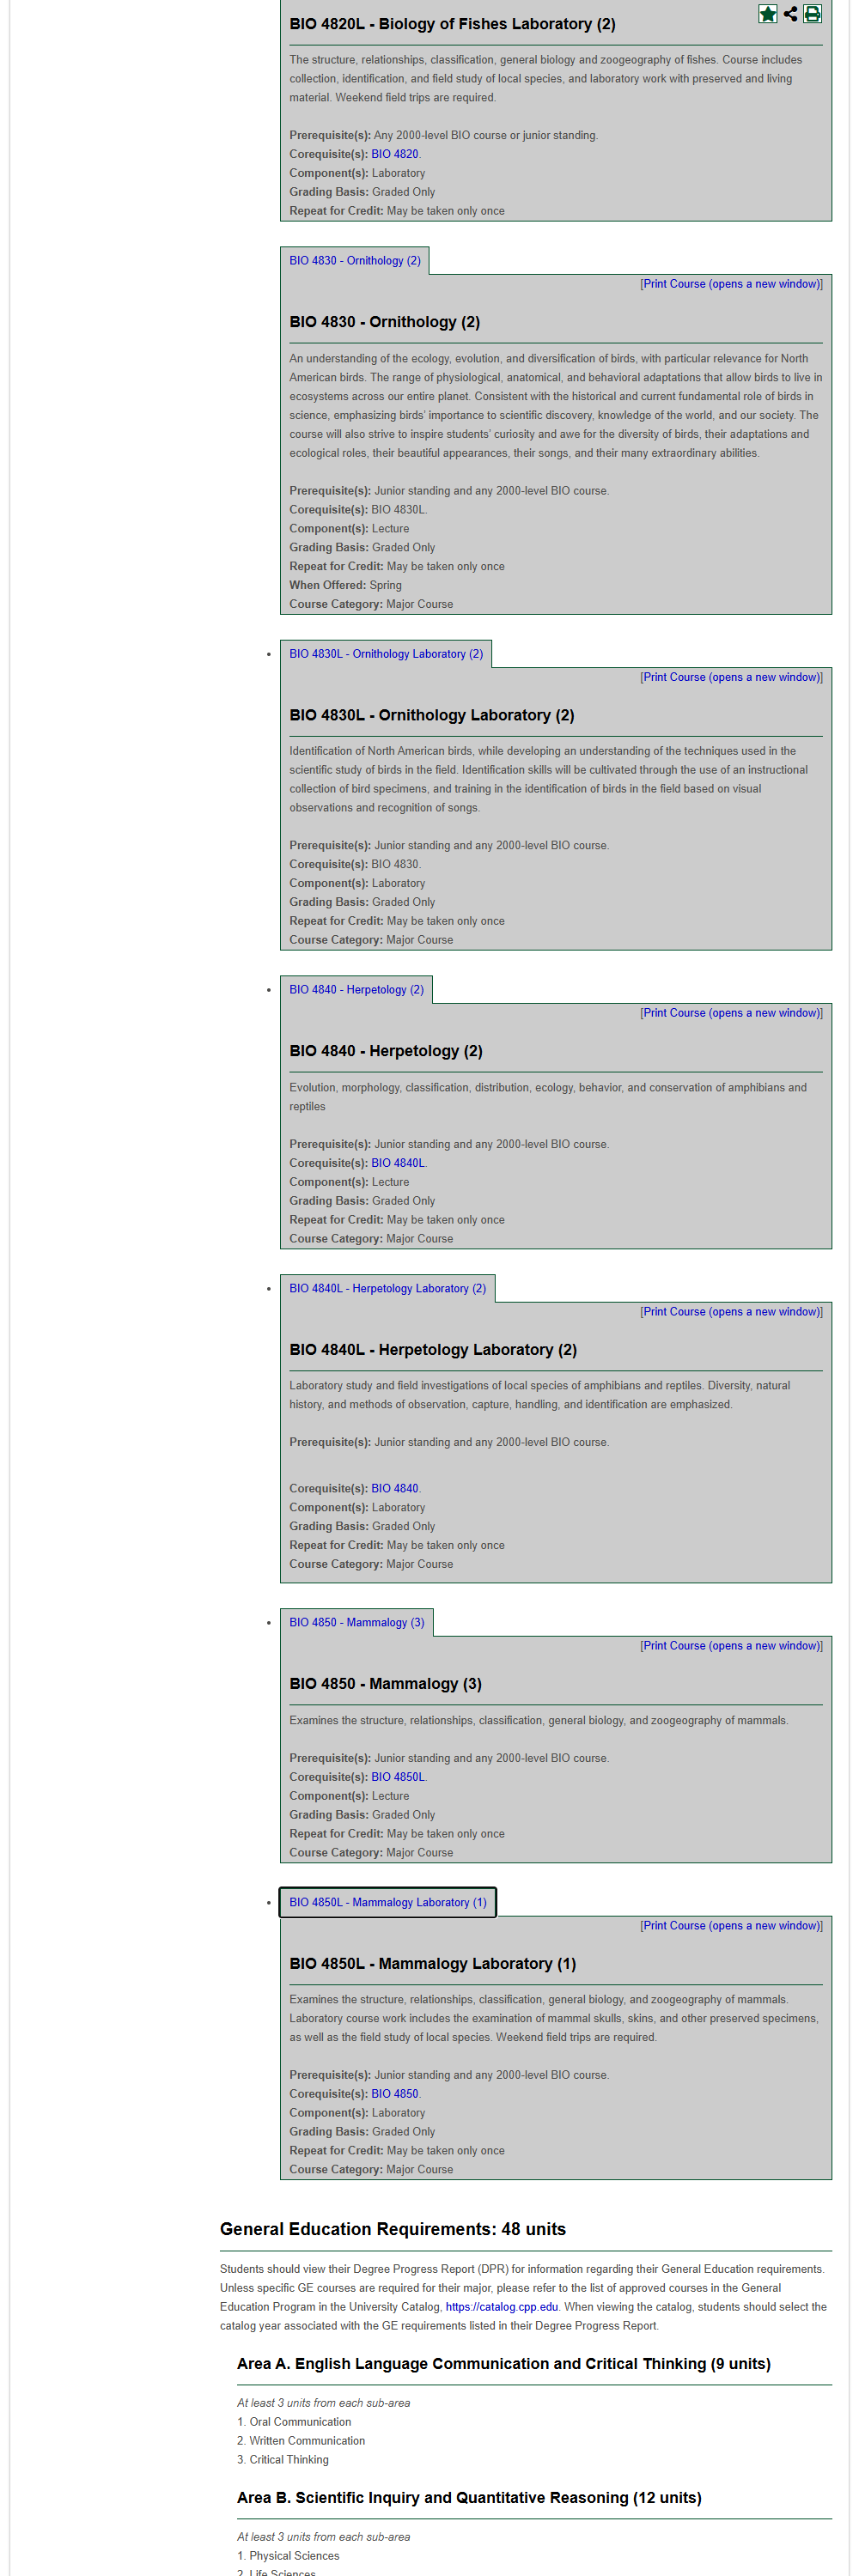 BIO 4820L - Biology of Fishes Laboratory (2)
The structure, relationships, classification, general biology and zoogeography of fishes. Course includes
collection, identification, and field study of local species, and laboratory work with preserved and living
material. Weekend field trips are required.
Prerequisite(s): Any 2000-level BIO course or junior standing.
Corequisite(s): BIO 4820.
Component(s): Laboratory
Grading Basis: Graded Only
Repeat for Credit: May be taken only once
BIO 4830 - Ornithology (2)
[Print Course (opens a new window)]
BIO 4830 - Ornithology (2)
An understanding of the ecology, evolution, and diversification of birds, with particular relevance for North
American birds. The range of physiological, anatomical, and behavioral adaptations that allow birds to live in
ecosystems across our entire planet. Consistent with the historical and current fundamental role of birds in
science, emphasizing birds' importance to scientific discovery, knowledge of the world, and our society. The
course will also strive to inspire students' curiosity and awe for the diversity of birds, their adaptations and
ecological roles, their beautiful appearances, their songs, and their many extraordinary abilities.
Prerequisite(s): Junior standing and any 2000-level BIO course.
Corequisite(s): BIO 4830L.
Component(s): Lecture
Grading Basis: Graded Only
Repeat for Credit: May be taken only once
When Offered: Spring
Course Category: Major Course
• BIO 4830L - Ornithology Laboratory (2)
[Print Course (opens a new window)]
BIO 4830L - Ornithology Laboratory (2)
Identification of North American birds, while developing an understanding of the techniques used in the
scientific study of birds in the field. Identification skills will be cultivated through the use of an instructional
collection of bird specimens, and training in the identification of birds in the field based on visual
observations and recognition of songs.
Prerequisite(s): Junior standing and any 2000-level BIO course.
Corequisite(s): BIO 4830.
Component(s): Laboratory
Grading Basis: Graded Only
Repeat for Credit: May be taken only once
Course Category: Major Course
• BIO 4840 - Herpetology (2)
[Print Course (opens a new window)]
BIO 4840 - Herpetology (2)
Evolution, morphology, classification, distribution, ecology, behavior, and conservation of amphibians and
reptiles
Prerequisite(s): Junior standing and any 2000-level BIO course.
Corequisite(s): BIO 4840L.
Component(s): Lecture
Grading Basis: Graded Only
Repeat for Credit: May be taken only once
Course Category: Major Course
• BIO 4840L - Herpetology Laboratory (2)
[Print Course (opens a new window)]
BIO 4840L - Herpetology Laboratory (2)
Laboratory study and field investigations of local species of amphibians and reptiles. Diversity, natural
history, and methods of observation, capture, handling, and identification are emphasized.
Prerequisite(s): Junior standing and any 2000-level BIO course.
Corequisite(s): BIO 4840.
Component(s): Laboratory
Grading Basis: Graded Only
Repeat for Credit: May be taken only once
Course Category: Major Course
• BIO 4850 - Mammalogy (3)
[Print Course (opens a new window)]
BIO 4850 - Mammalogy (3)
Examines the structure, relationships, classification, general biology, and zoogeography of mammals.
Prerequisite(s): Junior standing and any 2000-level BIO course.
Corequisite(s): BIO 4850L.
Component(s): Lecture
Grading Basis: Graded Only
Repeat for Credit: May be taken only once
Course Category: Major Course
• BIO 4850L - Mammalogy Laboratory (1)
[Print Course (opens a new window)]
BIO 4850L - Mammalogy Laboratory (1)
Examines the structure, relationships, classification, general biology, and zoogeography of mammals.
Laboratory course work includes the examination of mammal skulls, skins, and other preserved specimens,
as well as the field study of local species. Weekend field trips are required.
Prerequisite(s): Junior standing and any 2000-level BIO course.
Corequisite(s): BIO 4850.
Component(s): Laboratory
Grading Basis: Graded Only
Repeat for Credit: May be taken only once
Course Category: Major Course
General Education Requirements: 48 units
Students should view their Degree Progress Report (DPR) for information regarding their General Education requirements.
Unless specific GE courses are required for their major, please refer to the list of approved courses in the General
Education Program in the University Catalog, https://catalog.cpp.edu. When viewing the catalog, students should select the
catalog year associated with the GE requirements listed in their Degree Progress Report.
Area A. English Language Communication and Critical Thinking (9 units)
At least 3 units from each sub-area
1. Oral Communication
2. Written Communication
3. Critical Thinking
Area B. Scientific Inquiry and Quantitative Reasoning (12 units)
At least 3 units from each sub-area
1. Physical Sciences
2. Life Sciences